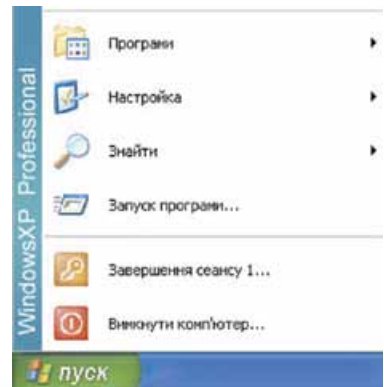 WindowsXP Professional
Програми
Настройка
Знайти
Запуск програми...
Завершення сеансу 1...
Вимкнути комп'ютер...
пуск